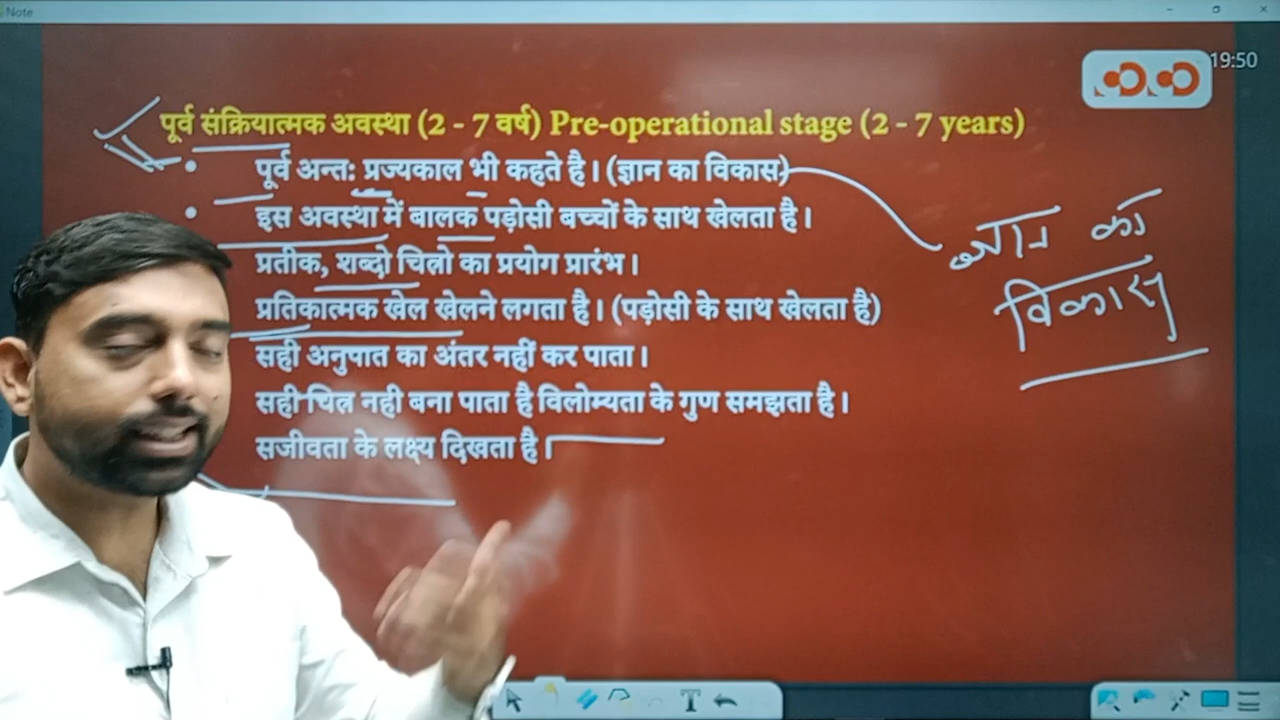 Note
19:50
पूर्व संक्रियात्मक अवस्था (2 - 7 वर्ष) Pre-operational stage (2 - 7 years)
• पूर्व अन्त: प्रज्यकाल भी कहते है। (ज्ञान का विकास)
• इस अवस्था में बालक पड़ोसी बच्चों के साथ खेलता है।
प्रतीक, शब्दो चित्रो का प्रयोग प्रारंभ।
प्रतिकात्मक खेल खेलने लगता है। (पड़ोसी के साथ खेलता है)
सही अनुपात का अंतर नहीं कर पाता।
सही चित्र नही बना पाता है विलोम्यता के गुण समझता है।
सजीवता के लक्ष्य दिखता है।
ज्ञान का
विकास